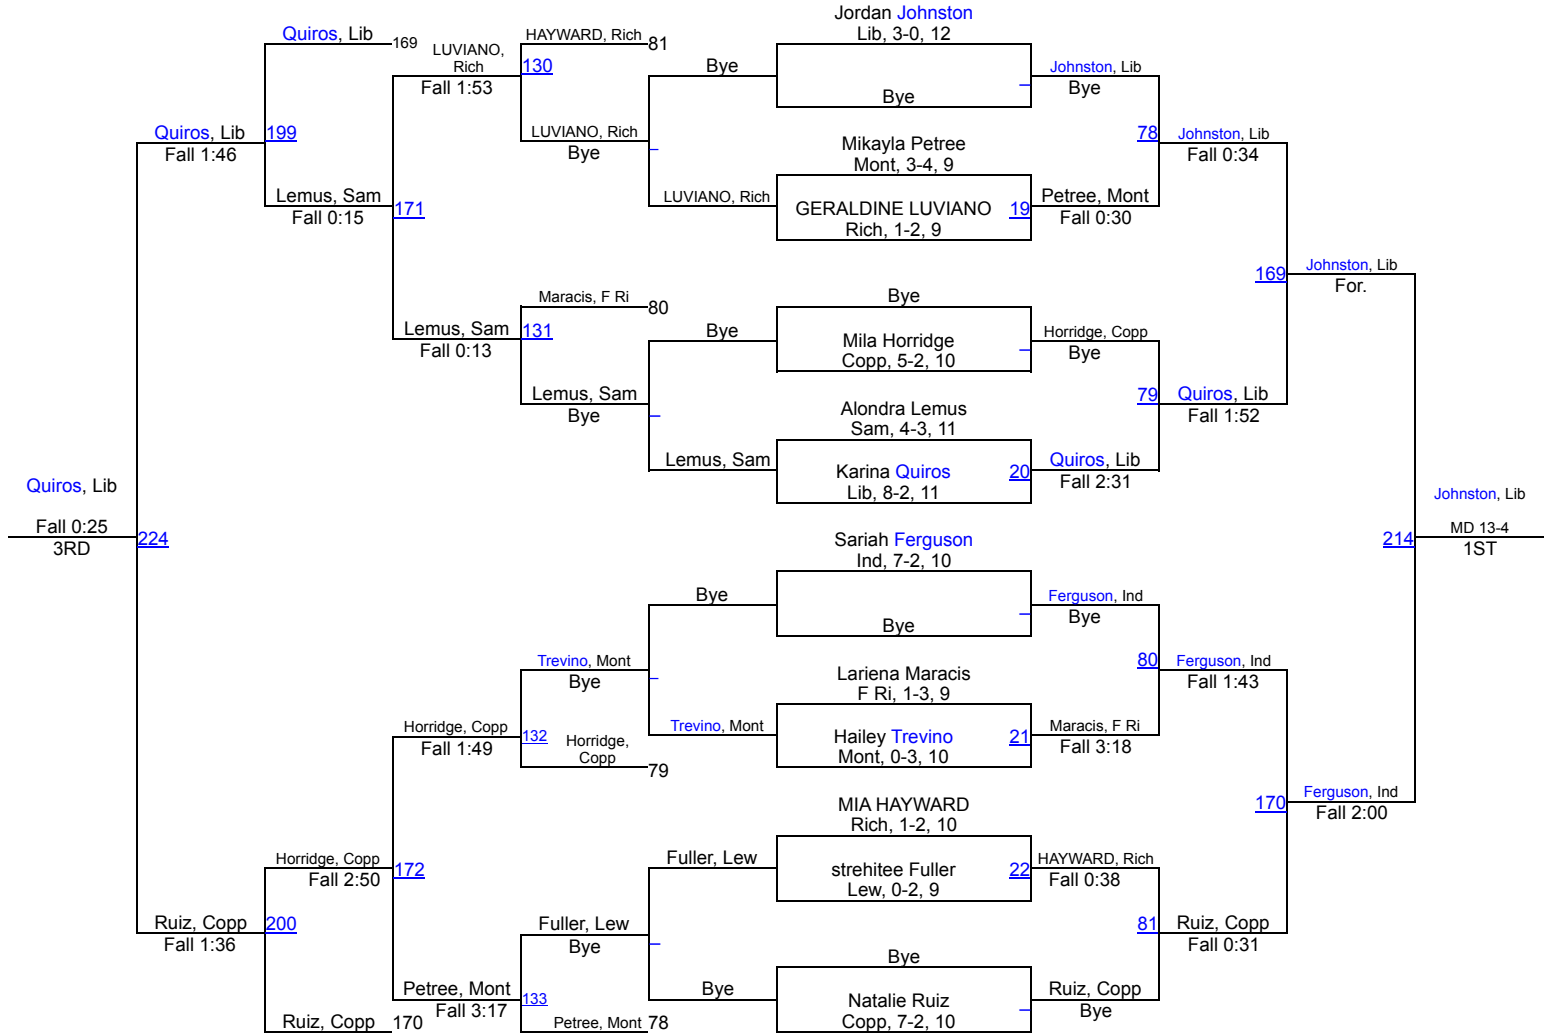 Jordan Johnston
Lib, 3-0, 12
Bye
Bye
Johnston, Lib
Bye
Mikayla Petree
Mont, 3-4, 9
LUVIANO, Rich
GERALDINE LUVIANO
Rich, 1-2, 9
19
Petree, Mont
Fall 0:30
78
Johnston, Lib
Fall 0:34
Bye
Bye
Mila Horridge
Copp, 5-2, 10
Horridge, Copp
Bye
Alondra Lemus
Sam, 4-3, 11
Lemus, Sam
Karina Quiros
Lib, 8-2, 11
20
Quiros, Lib
Fall 2:31
79
Quiros, Lib
Fall 1:52
169
Johnston, Lib
For.
Sariah Ferguson
Ind, 7-2, 10
Bye
Bye
Ferguson, Ind
Bye
Lariena Maracis
F Ri, 1-3, 9
Trevino, Mont
Hailey Trevino
Mont, 0-3, 10
21
Maracis, F Ri
Fall 3:18
80
Ferguson, Ind
Fall 1:43
MIA HAYWARD
Rich, 1-2, 10
Fuller, Lew
strehitee Fuller
Lew, 0-2, 9
22
HAYWARD, Rich
Fall 0:38
Bye
Bye
Natalie Ruiz
Copp, 7-2, 10
Ruiz, Copp
Bye
81
Ruiz, Copp
Fall 0:31
170
Ferguson, Ind
Fall 2:00
214
Johnston, Lib
MD 13-4
1ST
HAYWARD, Rich
81
130
LUVIANO, Rich
Bye
LUVIANO,
Rich
Fall 1:53
Maracis, F Ri
80
131
Lemus, Sam
Bye
Lemus, Sam
Fall 0:13
171
Lemus, Sam
Fall 0:15
Quiros, Lib
169
199
Quiros, Lib
Fall 1:46
Trevino, Mont
Bye
132
Horridge,
Copp
79
Horridge, Copp
Fall 1:49
Fuller, Lew
Bye
133
Petree, Mont
78
Petree, Mont
Fall 3:17
172
Horridge, Copp
Fall 2:50
200
Ruiz, Copp
170
Ruiz, Copp
Fall 1:36
224
Quiros, Lib
Fall 0:25
3RD